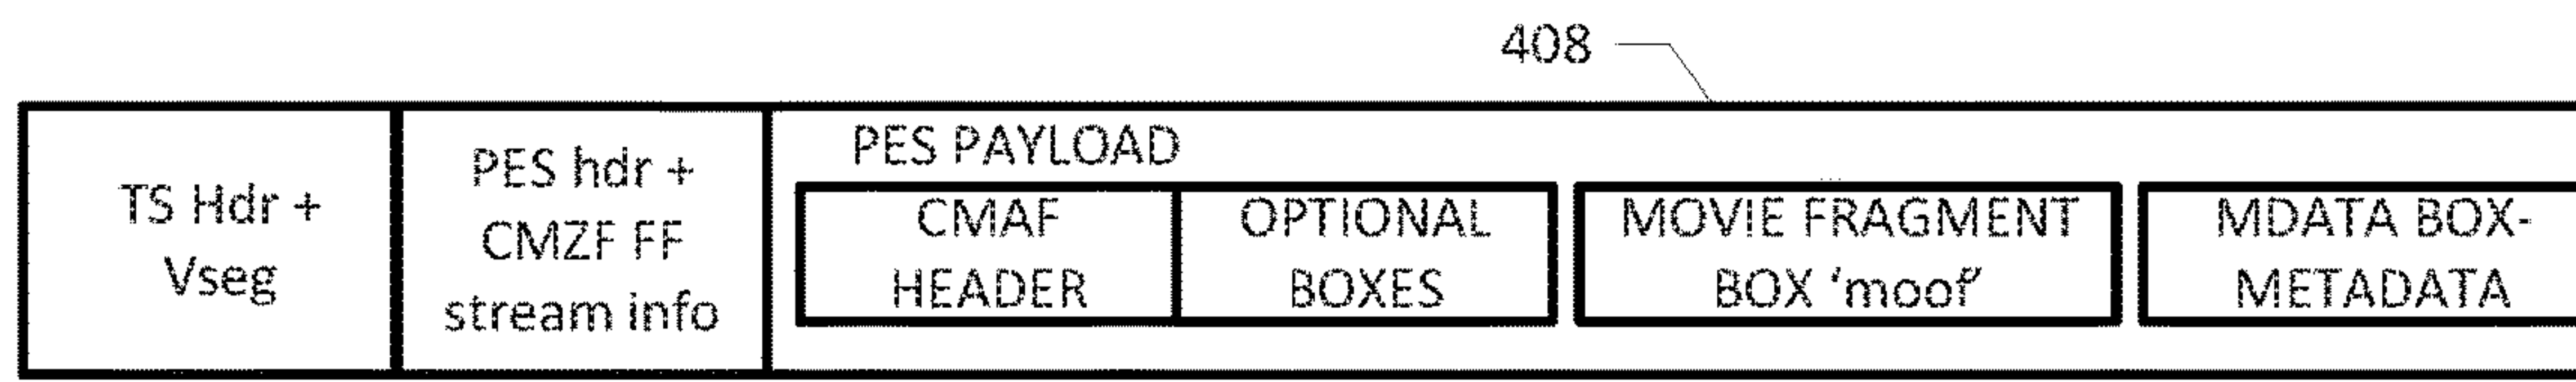 408
TS Hdr +
Vseg
PES hdr +
CMZF FF
stream info
PES PAYLOAD
CMAF
HEADER
OPTIONAL
BOXES
MOVIE FRAGMENT
BOX ‘moof’
MDATA BOX-
METADATA